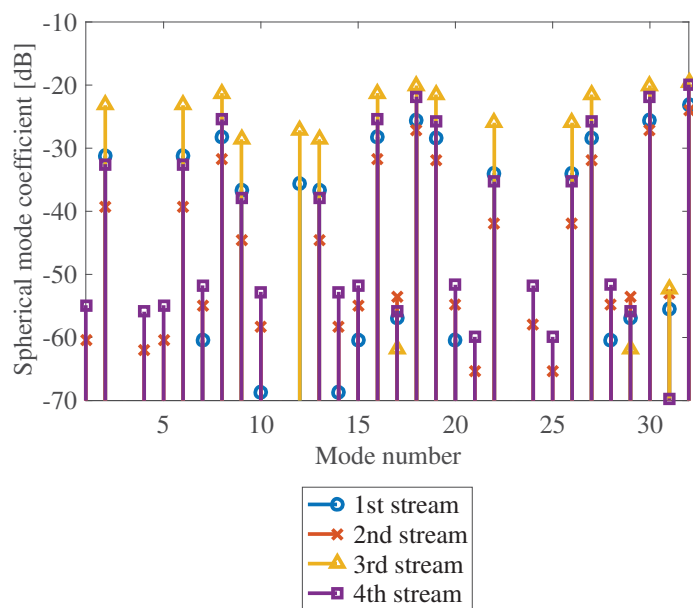 Spherical mode coefficient [dB]
-10
-20
-30
-40
-50
-60
-70
5 10 15 20 25 30
Mode number
1st stream
2nd stream
3rd stream
4th stream